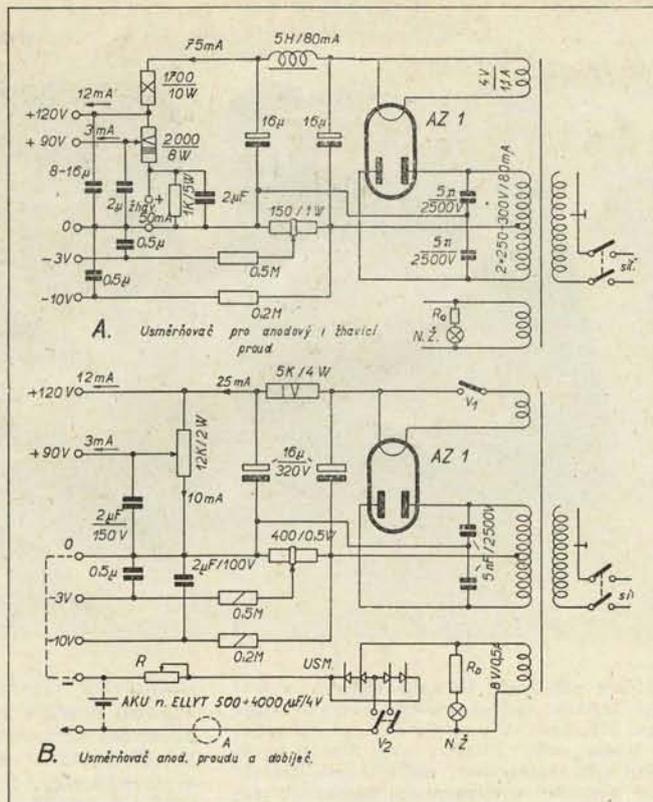 75mA
5H/80mA
1700
10W
12mA
+120V
3mA
+90V
2000
8W
8-16μ
2μ
žhav.
+
50mA
1K/5W
2μF
0
0,5μ
-3V
0,5μ
-10V
16μ
16μ
150/1W
0.5M
0.2M
AZ 1
4V
1,1A
5n
2500V
5n
2500V
2×250-300V/80mA
síť.
Ro
N.Ž.
A. Usměrňovač pro anodový i žhavicí
proud
12mA
+120V
25mA
5K/4W
V1
3mA
+90V
12K/2W
10mA
16μ
320V
AZ 1
2μF
150V
0
0.5μ
2μF/100V
400/0.5W
5nF/2500V
síť
-3V
0.5M
-10V
0.2M
R
USM.
Ro
8V/0,5A
-
AKU n. ELLYT 500÷4000μF/4V
A
V2
N.Ž
B. Usměrňovač anod. proudu a dobíječ.